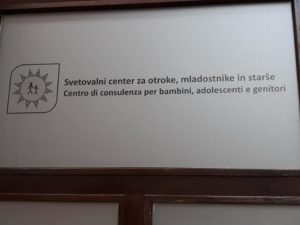 Svetovalni center za otroke, mladostnike in starše
Centro di consulenza per bambini, adolescenti e genitori